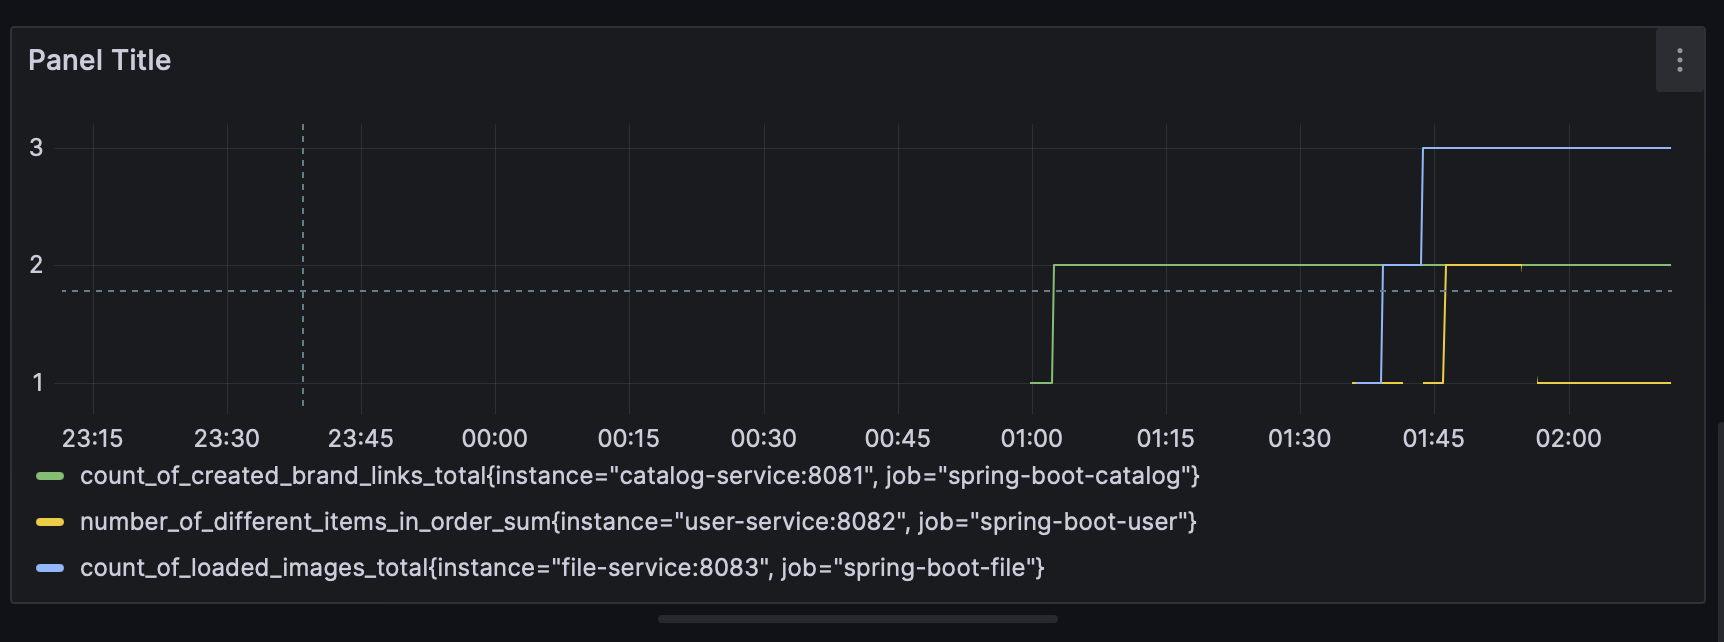 Panel Title
3
2
1
23:15 23:30 23:45 00:00 00:15 00:30 00:45 01:00 01:15 01:30 01:45 02:00
count_of_created_brand_links_total{instance="catalog-service:8081", job="spring-boot-catalog"}
number_of_different_items_in_order_sum{instance="user-service:8082", job="spring-boot-user"}
count_of_loaded_images_total{instance="file-service:8083", job="spring-boot-file"}